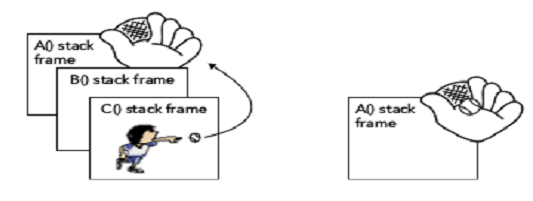 A() stack
frame
B() stack frame
C() stack frame
A() stack
frame